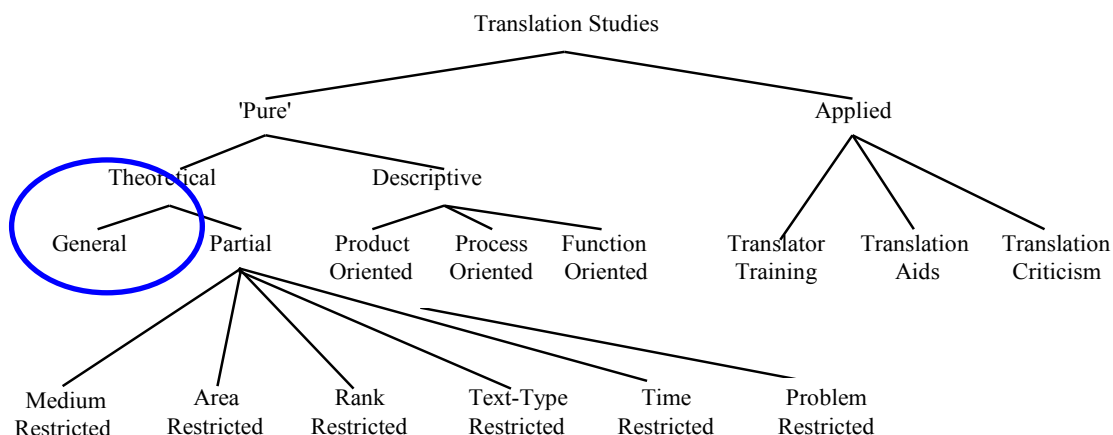 Translation Studies
'Pure'
Applied
Theoretical
Descriptive
General
Partial
Product
Oriented
Process
Oriented
Function
Oriented
Translator
Training
Translation
Aids
Translation
Criticism
Medium
Restricted
Area
Restricted
Rank
Restricted
Text-Type
Restricted
Time
Restricted
Problem
Restricted